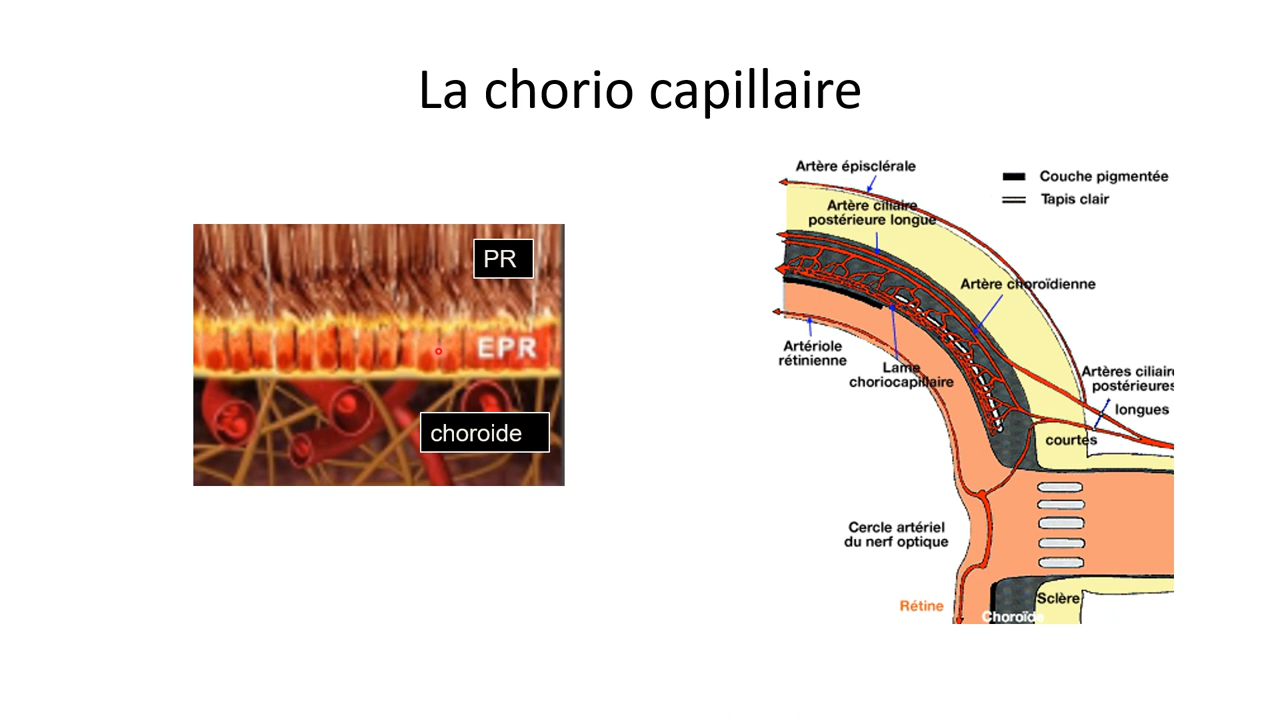 La chorio capillaire
PR
EPR
choroide
Artère épisclérale
Couche pigmentée
Tapis clair
Artère ciliaire
postérieure longue
Artère choroïdienne
Artériole
rétinienne
Lame
choriocapillaire
Artères ciliaire
postérieures
longues
courtes
Cercle artériel
du nerf optique
Rétine
Sclère
Choroïde